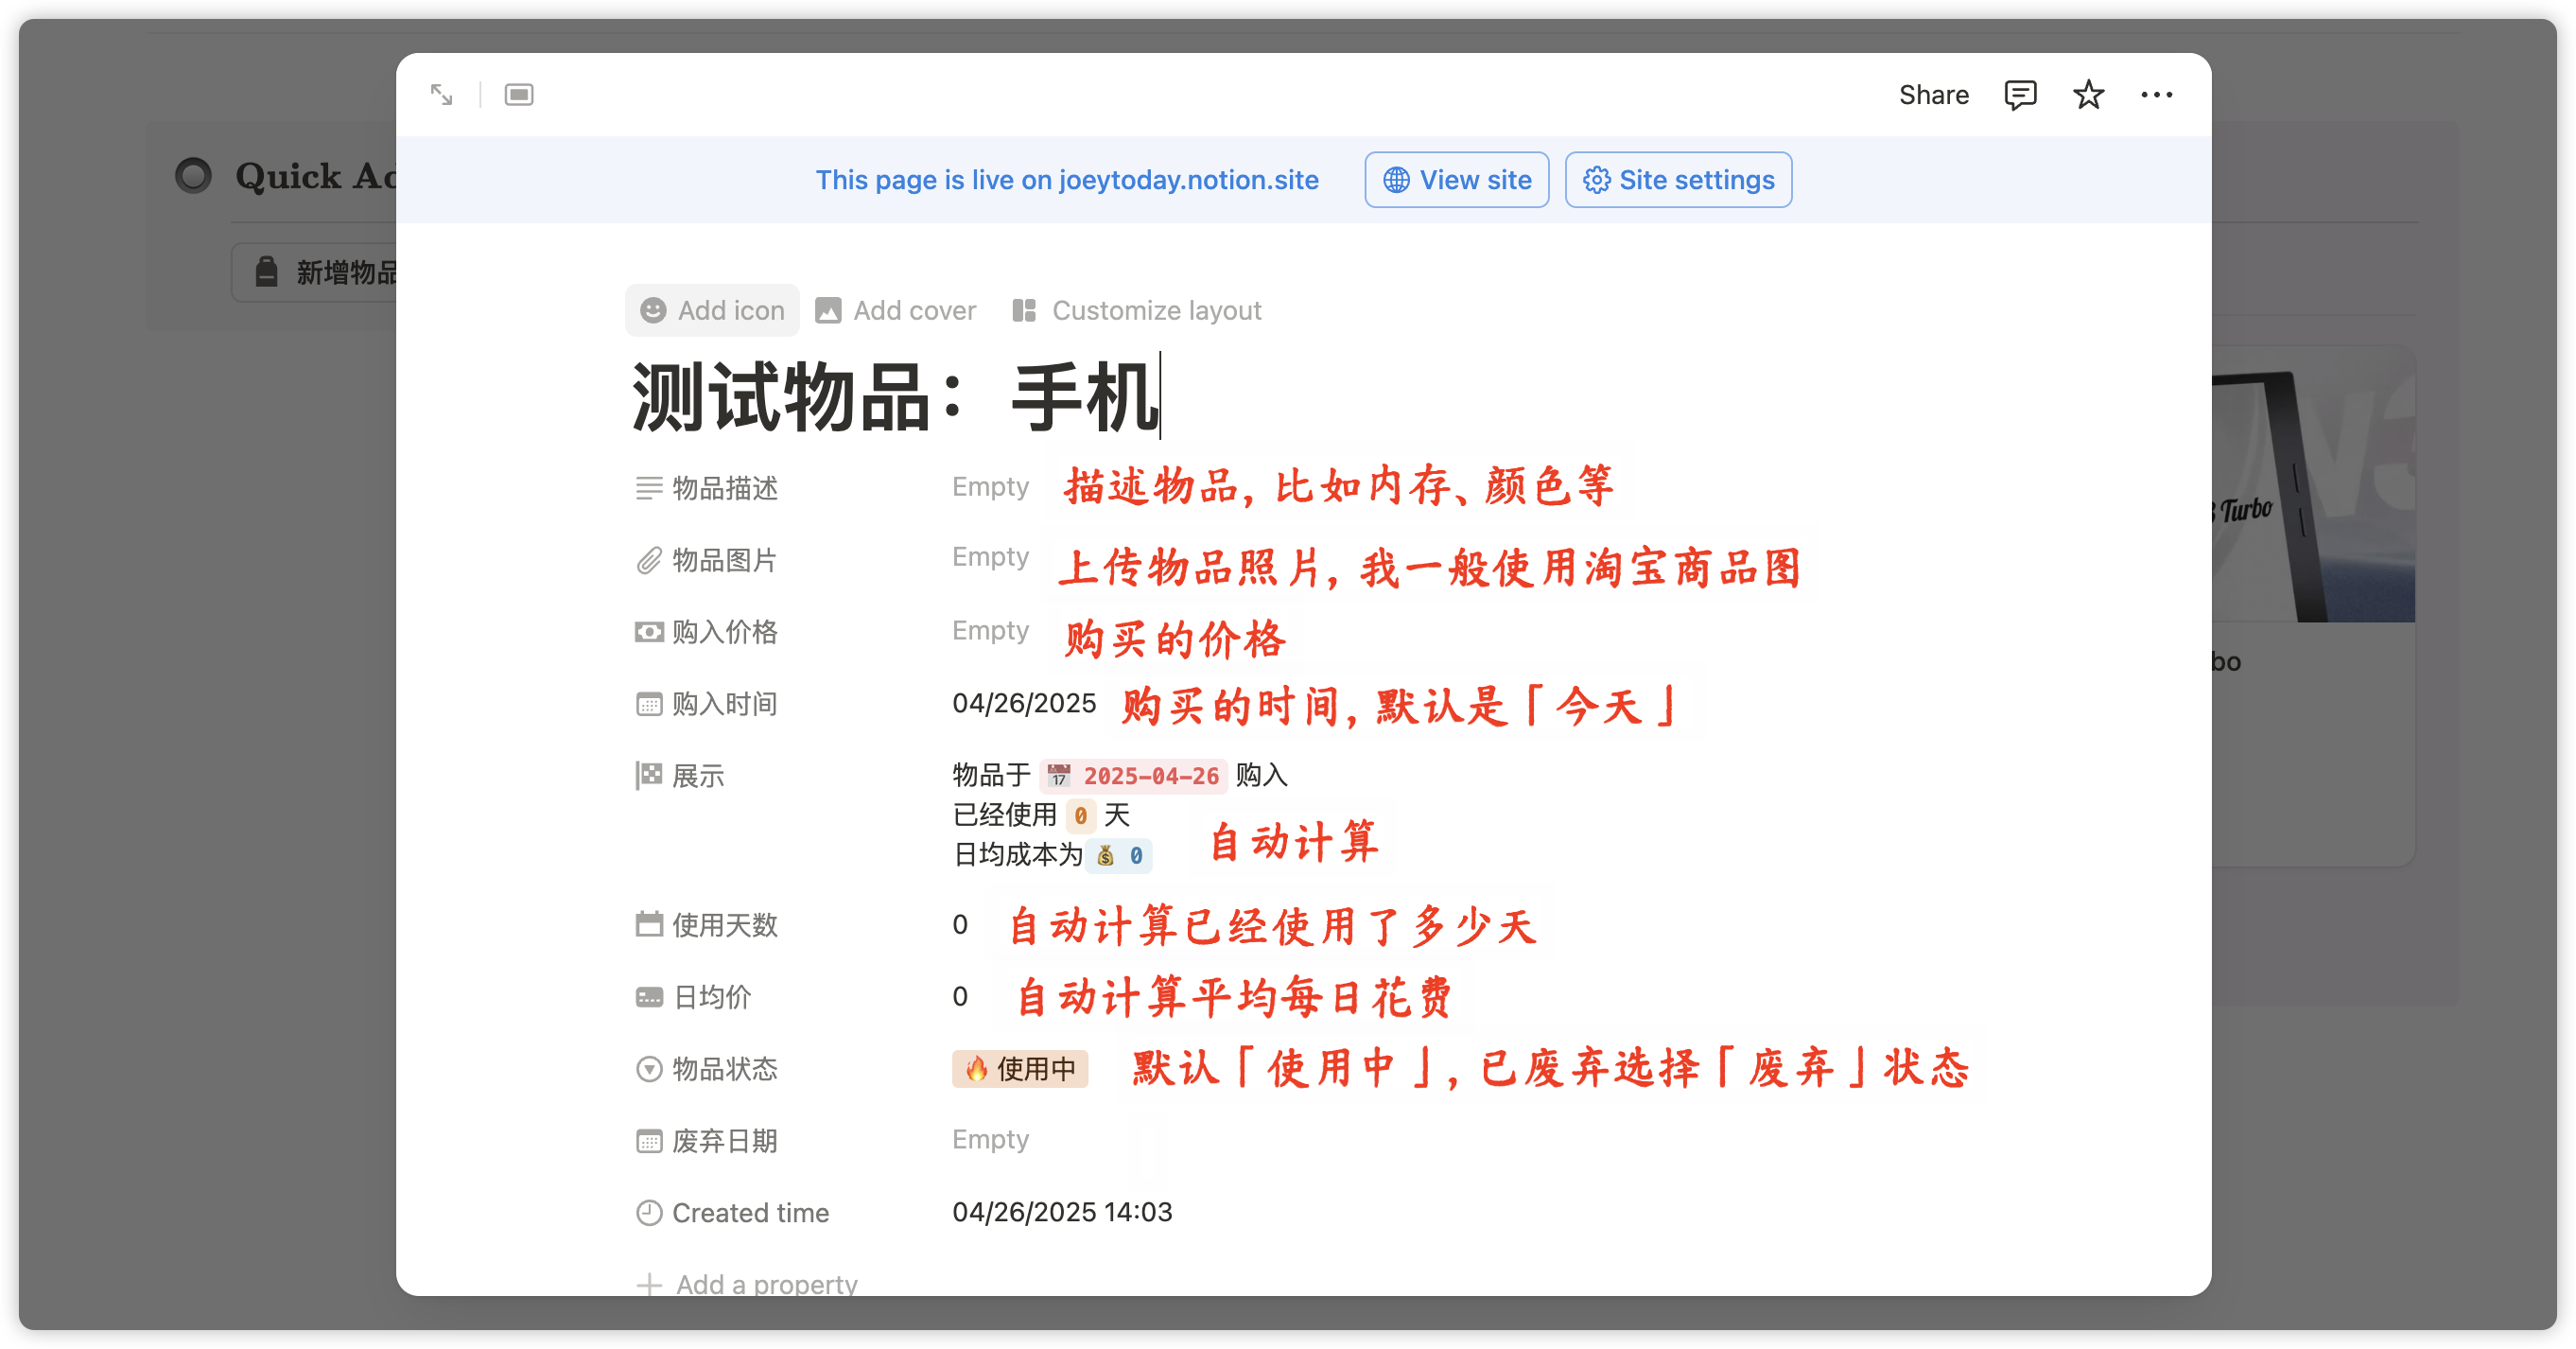 Share
Quick Ac
This page is live on joeytoday.notion.site
View site
Site settings
新增物品
Add icon
Add cover
Customize layout
测试物品：手机
物品描述 Empty 描述物品, 比如内存、颜色等
3 Turbo
物品图片 Empty 上传物品照片, 我一般使用淘宝商品图
购入价格 Empty 购买的价格
bo
购入时间 04/26/2025 购买的时间, 默认是「今天」
展示 物品于 📅 2025-04-26 购入
已经使用 0 天
日均成本为 💰 0
自动计算
使用天数 0 自动计算已经使用了多少天
日均价 0 自动计算平均每日花费
物品状态 🔥 使用中 默认「使用中」, 已废弃选择「废弃」状态
废弃日期 Empty
Created time 04/26/2025 14:03
Add a property